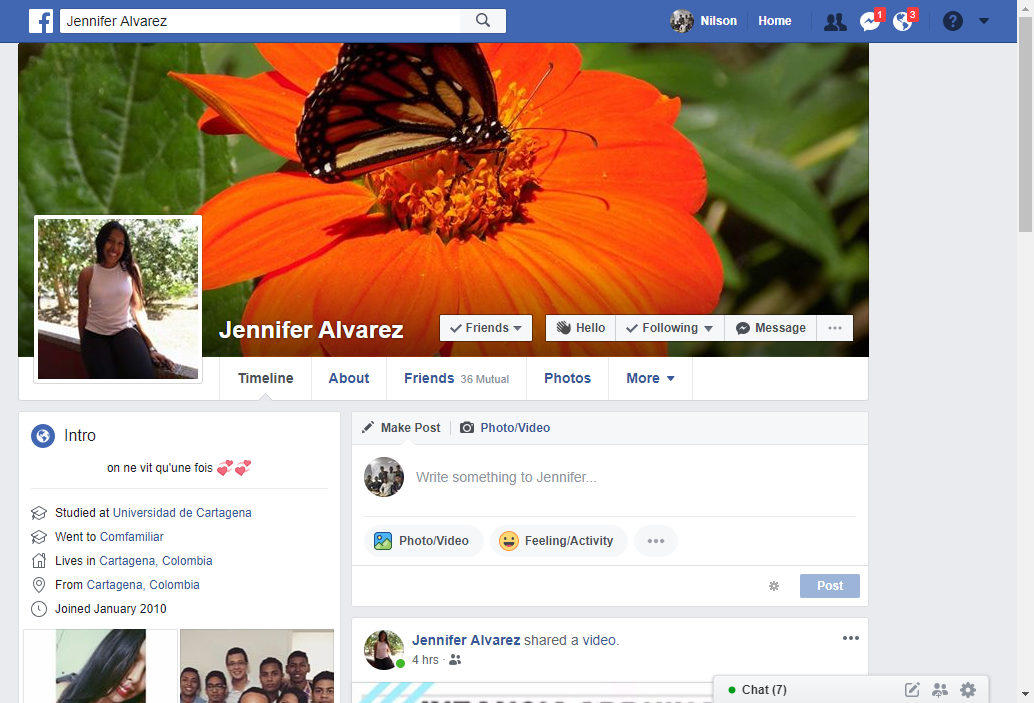 Jennifer Alvarez
Nilson
Home
1
3
Jennifer Alvarez
Friends
Hello
Following
Message
Timeline
About
Friends 36 Mutual
Photos
More
Intro
on ne vit qu'une fois
Studied at Universidad de Cartagena
Went to Comfamiliar
Lives in Cartagena, Colombia
From Cartagena, Colombia
Joined January 2010
Make Post
Photo/Video
Write something to Jennifer...
Photo/Video
Feeling/Activity
Post
Jennifer Alvarez shared a video.
4 hrs ·
Chat (7)